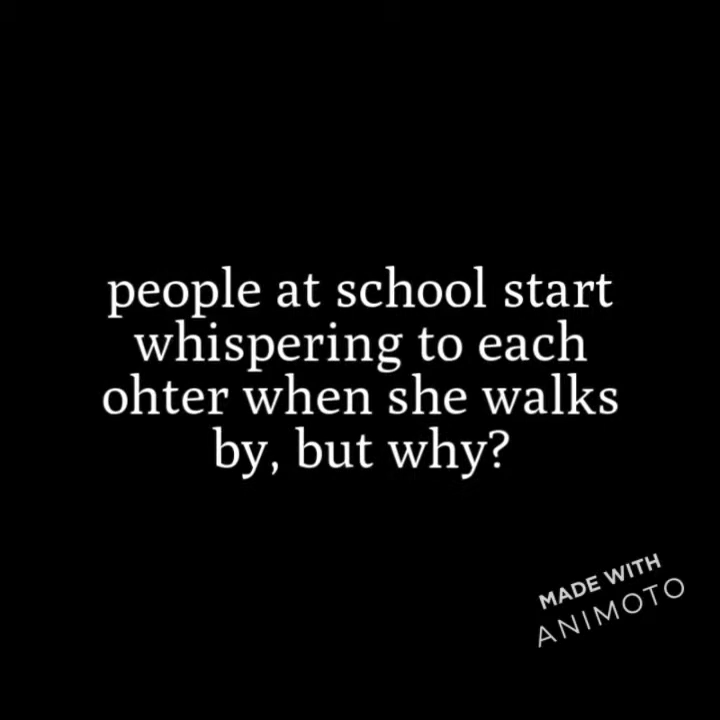 people at school start
whispering to each
ohter when she walks
by, but why?
MADE WITH
ANIMOTO